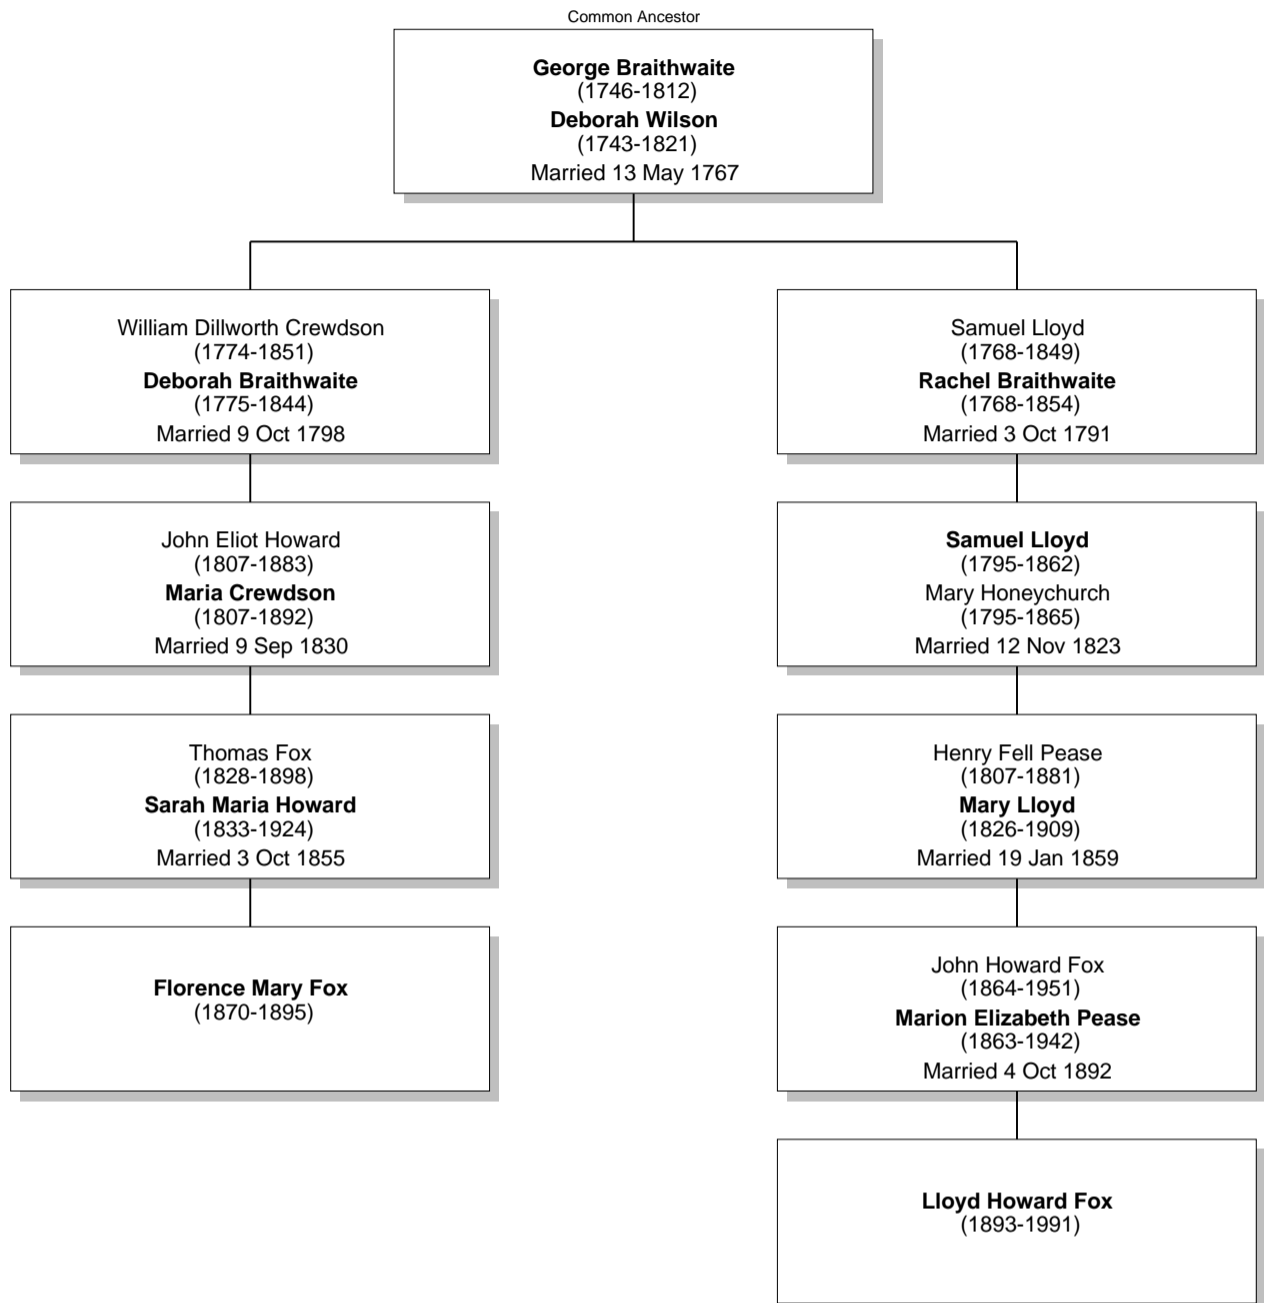 Common Ancestor
George Braithwaite
(1746-1812)
Deborah Wilson
(1743-1821)
Married 13 May 1767
William Dillworth Crewdson
(1774-1851)
Deborah Braithwaite
(1775-1844)
Married 9 Oct 1798
Samuel Lloyd
(1768-1849)
Rachel Braithwaite
(1768-1854)
Married 3 Oct 1791
John Eliot Howard
(1807-1883)
Maria Crewdson
(1807-1892)
Married 9 Sep 1830
Samuel Lloyd
(1795-1862)
Mary Honeychurch
(1795-1865)
Married 12 Nov 1823
Thomas Fox
(1828-1898)
Sarah Maria Howard
(1833-1924)
Married 3 Oct 1855
Henry Fell Pease
(1807-1881)
Mary Lloyd
(1826-1909)
Married 19 Jan 1859
Florence Mary Fox
(1870-1895)
John Howard Fox
(1864-1951)
Marion Elizabeth Pease
(1863-1942)
Married 4 Oct 1892
Lloyd Howard Fox
(1893-1991)